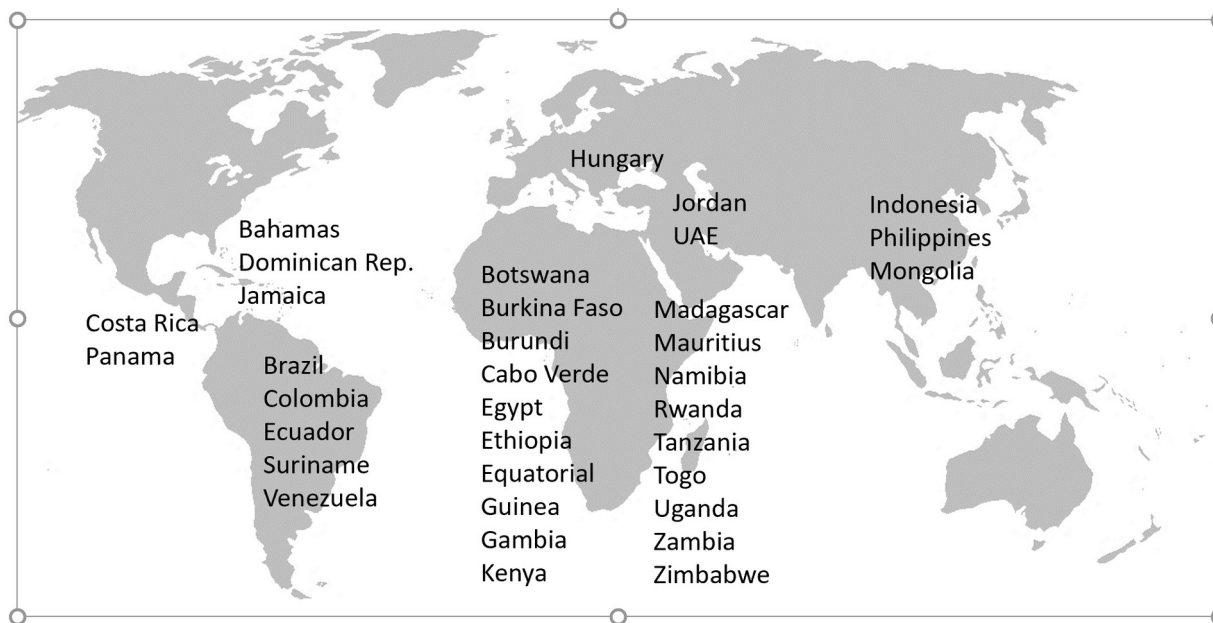 Hungary
Jordan
UAE
Indonesia
Philippines
Mongolia
Bahamas
Dominican Rep.
Jamaica
Costa Rica
Panama
Brazil
Colombia
Ecuador
Suriname
Venezuela
Botswana
Burkina Faso
Burundi
Cabo Verde
Egypt
Ethiopia
Equatorial
Guinea
Gambia
Kenya
Madagascar
Mauritius
Namibia
Rwanda
Tanzania
Togo
Uganda
Zambia
Zimbabwe